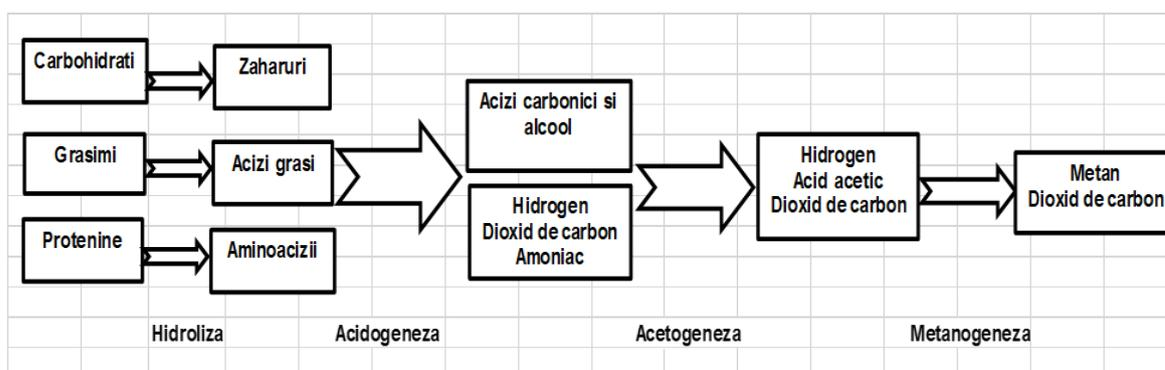 Carbohidrati
Zaharuri
Grasimi
Acizi grasi
Protenine
Aminoacizii
Acizi carbonici si
alcool
Hidrogen
Dioxid de carbon
Amoniac
Hidrogen
Acid acetic
Dioxid de carbon
Metan
Dioxid de carbon
Hidroliza
Acidogeneza
Acetogeneza
Metanogeneza